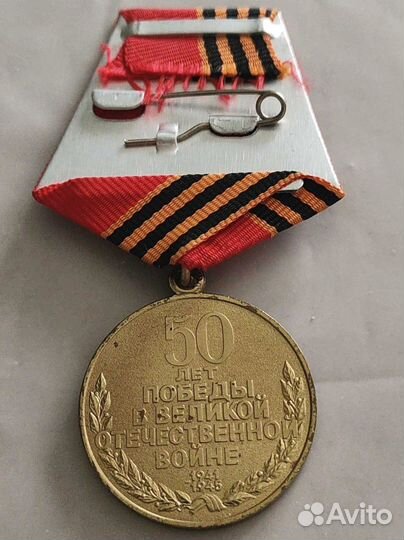 50
ЛЕТ
ПОБЕДЫ
В ВЕЛИКОЙ
ОТЕЧЕСТВЕННОЙ
ВОЙНЕ
1941
1945
Avito